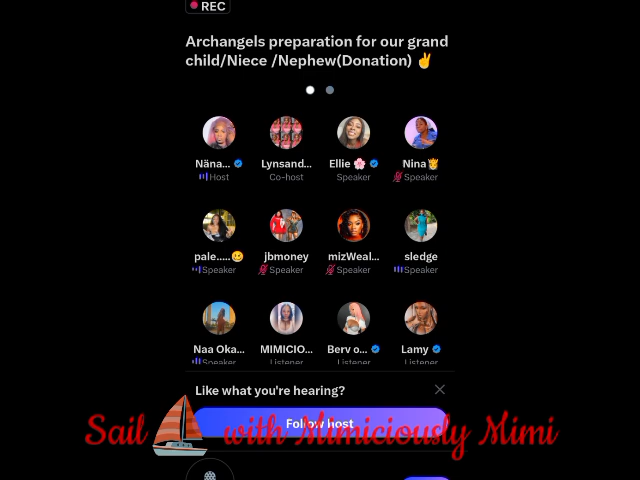 REC
Archangels preparation for our grand
child/Niece /Nephew(Donation) ✌️
Näna... Lynsand... Ellie 🌸 Nina 👸
Host Co-host Speaker Speaker
pale.....🙂 jbmoney mizWeal... sledge
Speaker Speaker Speaker Speaker
Naa Oka... MIMICIO... Berv o... Lamy
Speaker Listener Listener Listener
Like what you're hearing?
Follow host
Sail with Mimiciously Mimi